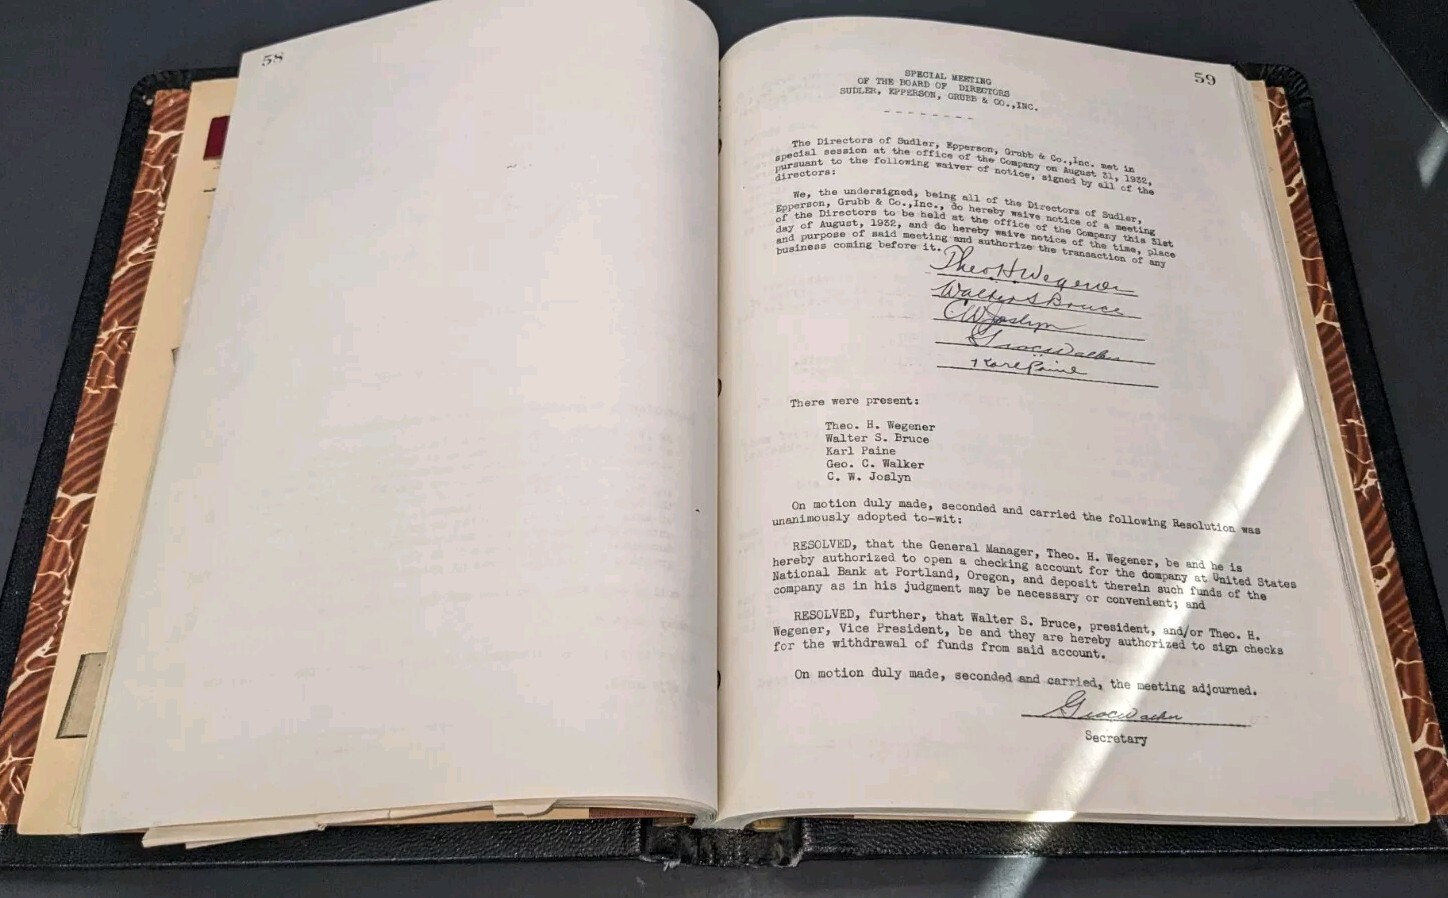 58
59
SPECIAL MEETING
OF THE BOARD OF DIRECTORS
SUDLER, EPPERSON, GRUBB & CO.,INC.
- - - - - - - -
The Directors of Sudler, Epperson, Grubb & Co.,Inc. met in
special session at the office of the Company on August 31, 1932,
pursuant to the following waiver of notice, signed by all of the
directors:
We, the undersigned, being all of the Directors of Sudler,
Epperson, Grubb & Co.,Inc., do hereby waive notice of a meeting
of the Directors to be held at the office of the Company this 31st
day of August, 1932, and do hereby waive notice of the time, place
and purpose of said meeting and authorize the transaction of any
business coming before it.
Theo. H. Wegener
Walter S Bruce
C W Joslyn
Geo C Walker
Karl Paine
There were present:
Theo. H. Wegener
Walter S. Bruce
Karl Paine
Geo. C. Walker
C. W. Joslyn
On motion duly made, seconded and carried the following Resolution was
unanimously adopted to-wit:
RESOLVED, that the General Manager, Theo. H. Wegener, be and he is
hereby authorized to open a checking account for the dompany at United States
National Bank at Portland, Oregon, and deposit therein such funds of the
company as in his judgment may be necessary or convenient; and
RESOLVED, further, that Walter S. Bruce, president, and/or Theo. H.
Wegener, Vice President, be and they are hereby authorized to sign checks
for the withdrawal of funds from said account.
On motion duly made, seconded and carried, the meeting adjourned.
Geo C Walker
Secretary